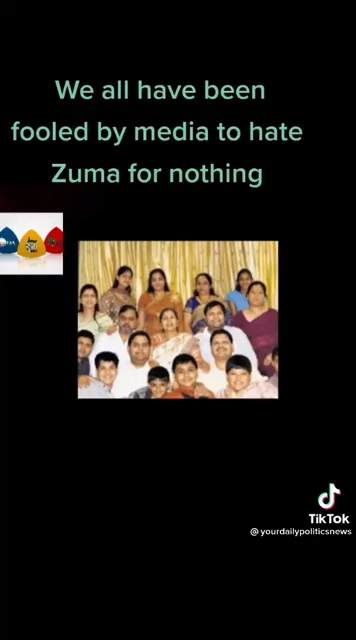 We all have been
fooled by media to hate
Zuma for nothing
TikTok
@yourdailypoliticsnews